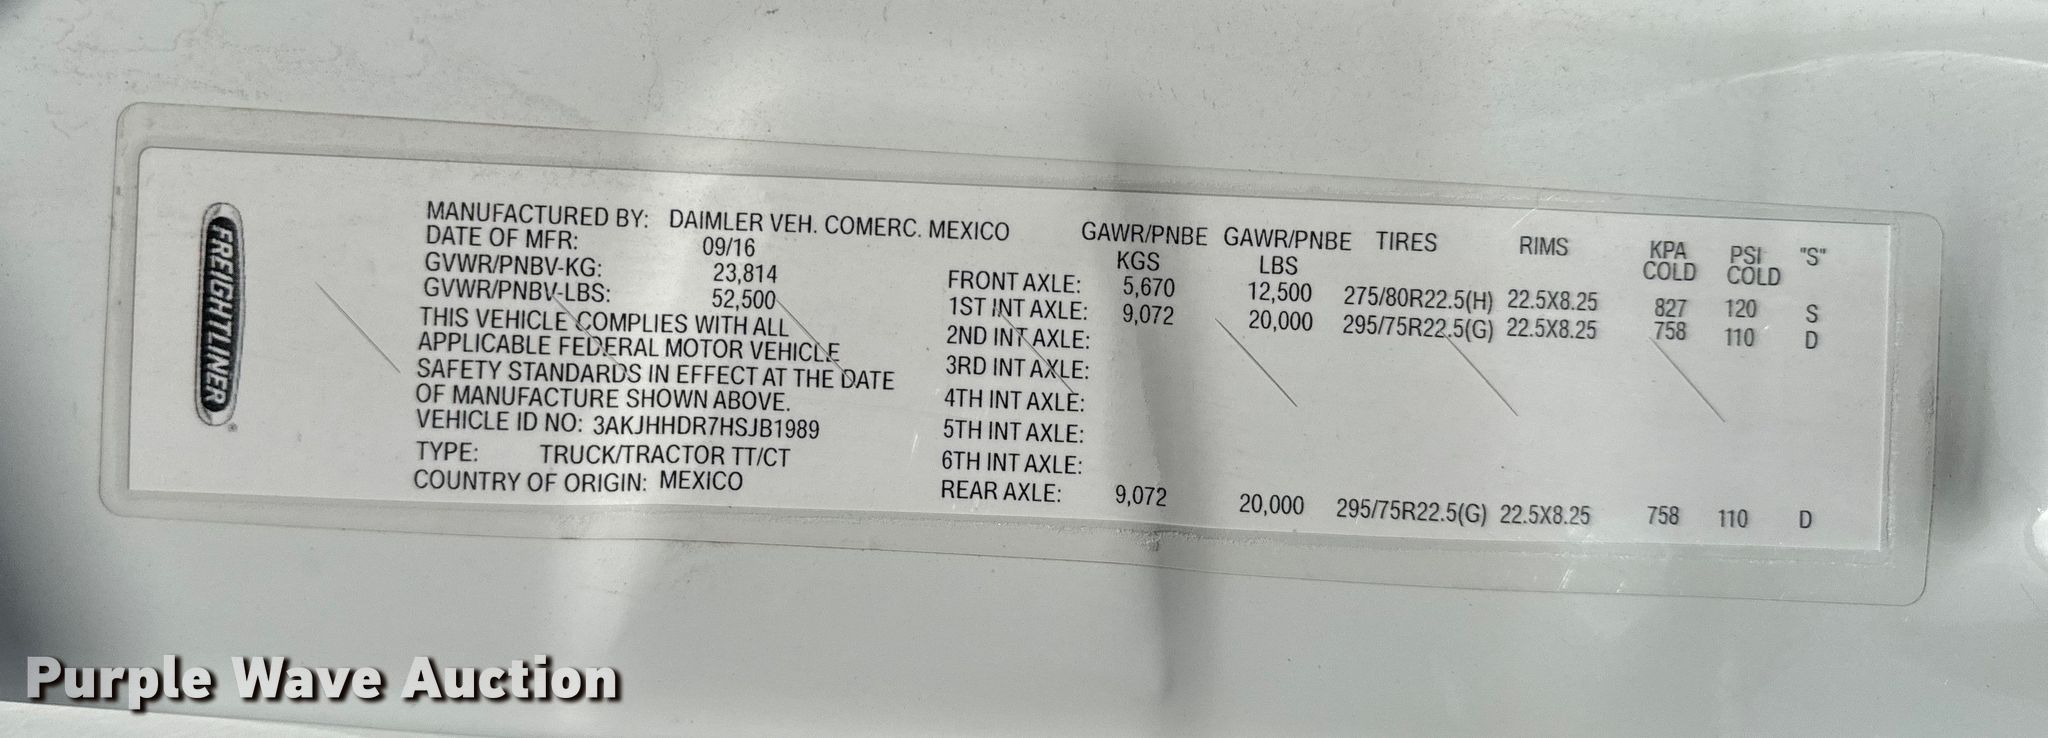 FREIGHTLINER
MANUFACTURED BY: DAIMLER VEH. COMERC. MEXICO
DATE OF MFR: 09/16
GVWR/PNBV-KG: 23,814
GVWR/PNBV-LBS: 52,500
THIS VEHICLE COMPLIES WITH ALL
APPLICABLE FEDERAL MOTOR VEHICLE
SAFETY STANDARDS IN EFFECT AT THE DATE
OF MANUFACTURE SHOWN ABOVE.
VEHICLE ID NO: 3AKJHHDR7HSJB1989
TYPE: TRUCK/TRACTOR TT/CT
COUNTRY OF ORIGIN: MEXICO
GAWR/PNBE GAWR/PNBE TIRES RIMS KPA PSI "S"
KGS LBS COLD COLD
FRONT AXLE: 5,670 12,500 275/80R22.5(H) 22.5X8.25 827 120 S
1ST INT AXLE: 9,072 20,000 295/75R22.5(G) 22.5X8.25 758 110 D
2ND INT AXLE:
3RD INT AXLE:
4TH INT AXLE:
5TH INT AXLE:
6TH INT AXLE:
REAR AXLE: 9,072 20,000 295/75R22.5(G) 22.5X8.25 758 110 D
Purple Wave Auction